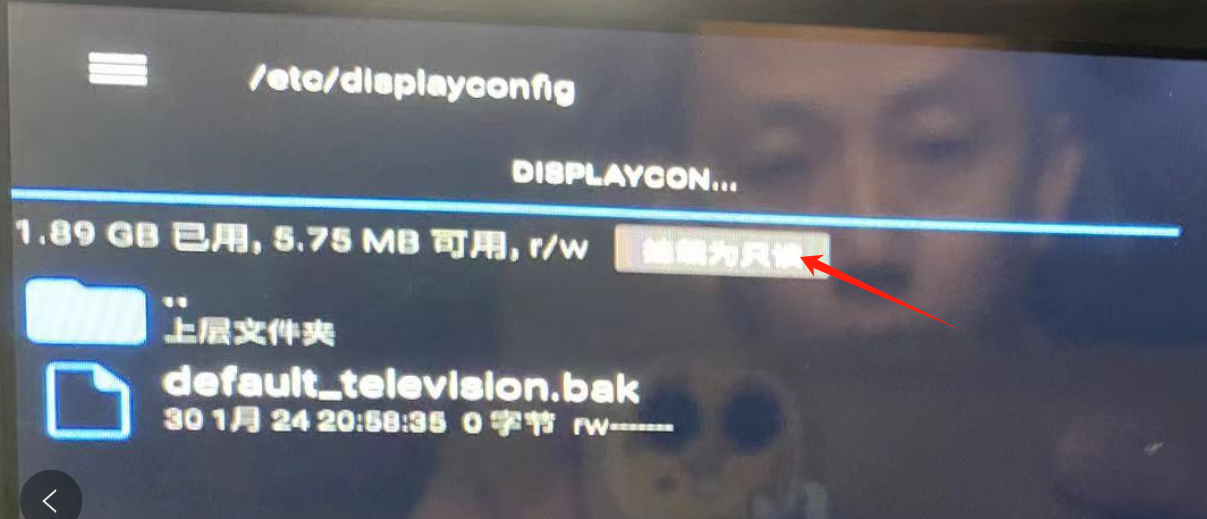 /etc/displayconfig
DISPLAYCON...
1.89 GB 已用, 5.75 MB 可用, r/w
挂载为只读
..
上层文件夹
default_television.bak
30 1月 24 20:58:35 0 字节 rw-------